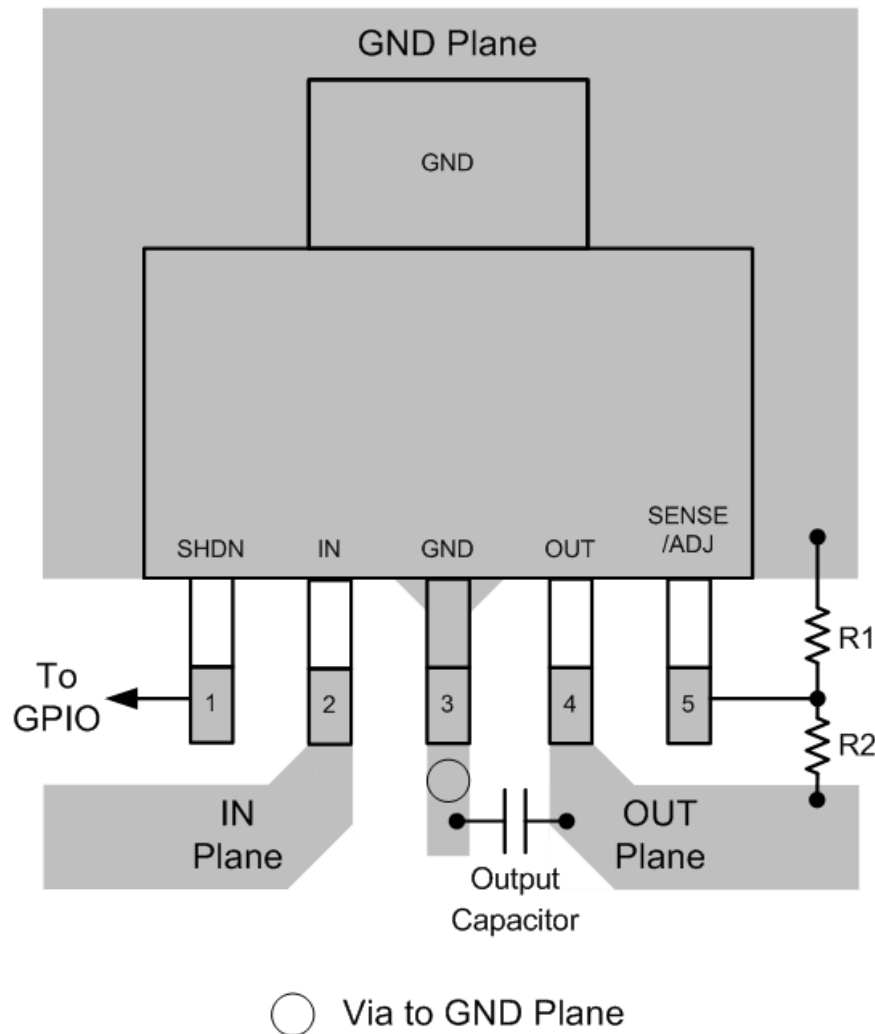 GND Plane
GND
SENSE
/ADJ
SHDN
IN
GND
OUT
R1
To
GPIO
1
2
3
4
5
R2
IN
Plane
OUT
Plane
Output
Capacitor
Via to GND Plane